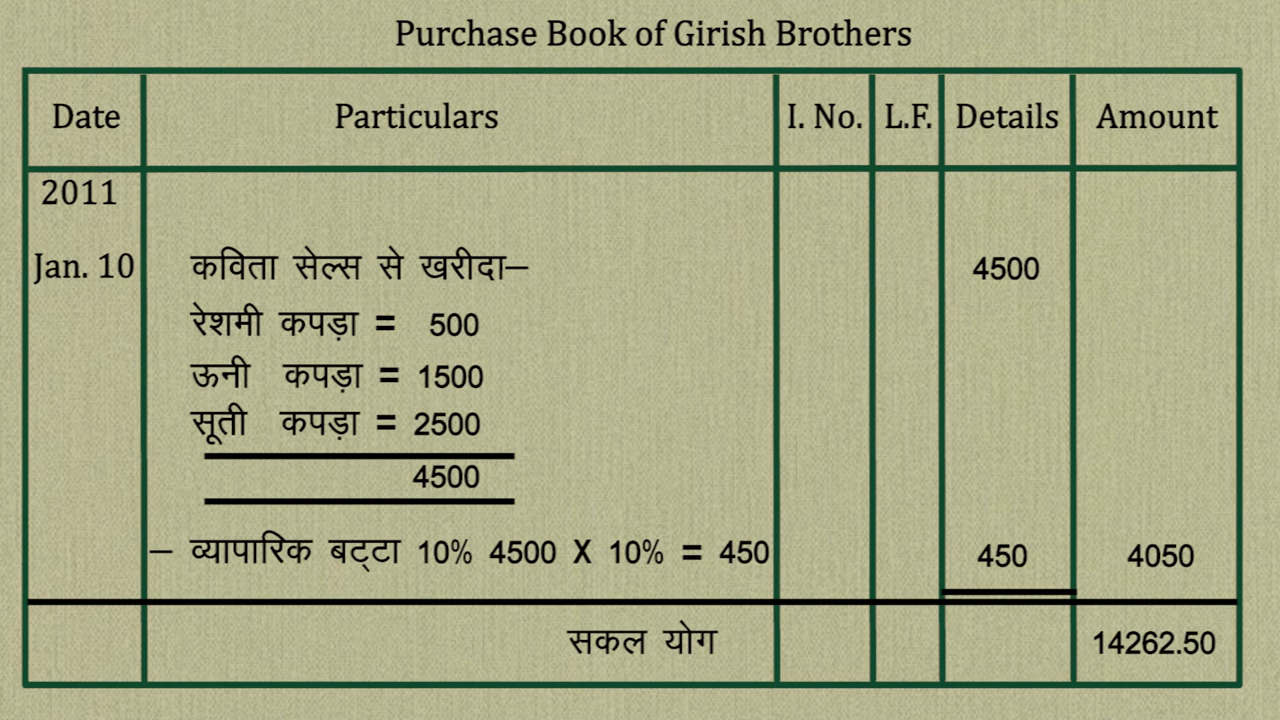 Purchase Book of Girish Brothers
Date Particulars I. No. L.F. Details Amount
2011
Jan. 10 कविता सेल्स से खरीदा– 4500
रेशमी कपड़ा = 500
ऊनी कपड़ा = 1500
सूती कपड़ा = 2500
4500
– व्यापारिक बट्टा 10% 4500 X 10% = 450 450 4050
सकल योग 14262.50